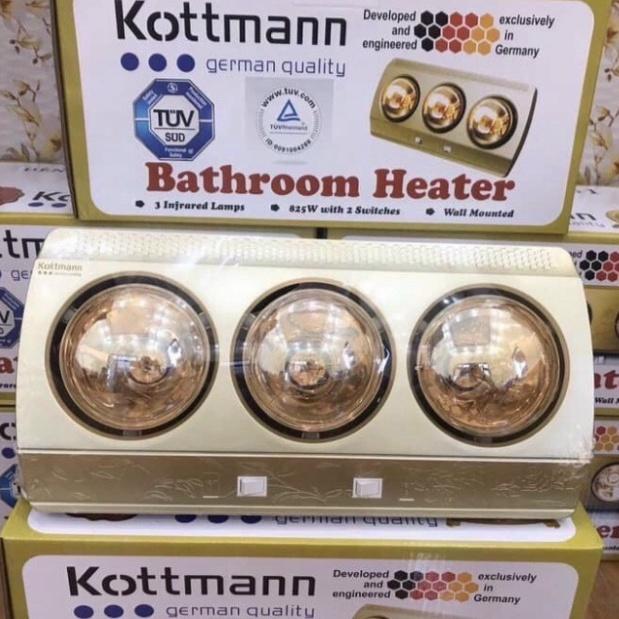 Kottmann
german quality
Developed
and
engineered
exclusively
in
Germany
TÜV
SÜD
www.tuv.com
TÜVRheinland
Bathroom Heater
3 Infrared Lamps
825W with 2 Switches
Wall Mounted
Kottmann
german quality
Kottmann
german quality
Developed
and
engineered
exclusively
in
Germany